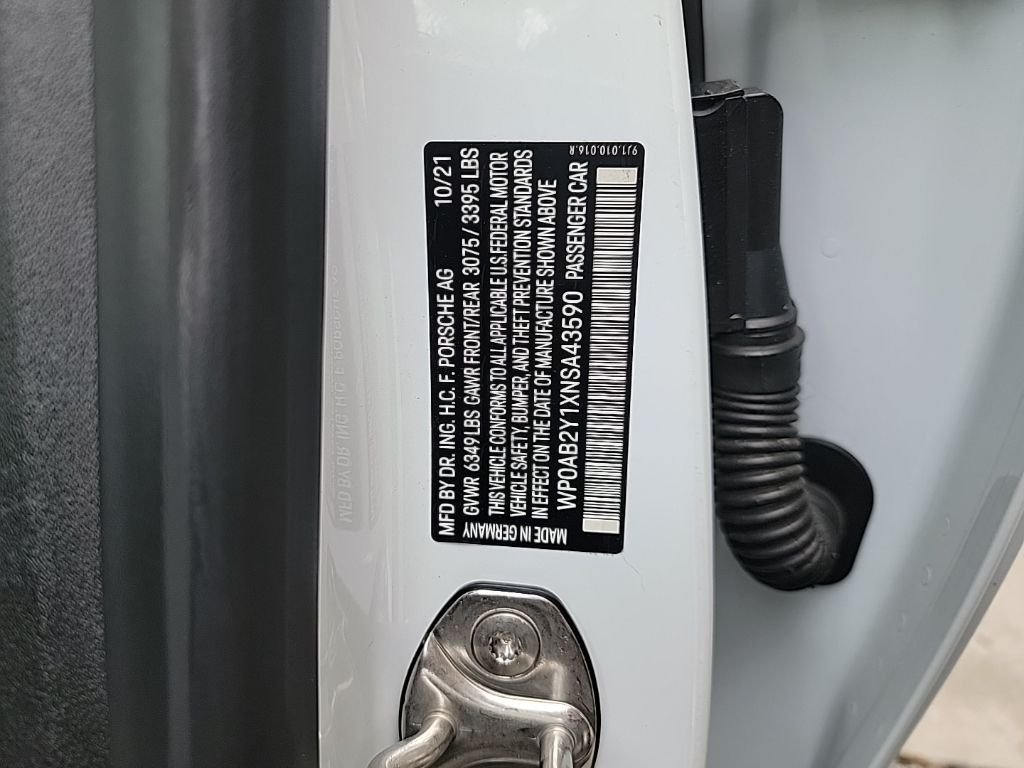 MFD BY DR. ING. H.C. F. PORSCHE AG 10/21
GVWR 6349LBS GAWR FRONT/REAR 3075 / 3395 LBS
THIS VEHICLE CONFORMS TO ALL APPLICABLE U.S.FEDERAL MOTOR
VEHICLE SAFETY, BUMPER, AND THEFT PREVENTION STANDARDS
IN EFFECT ON THE DATE OF MANUFACTURE SHOWN ABOVE
MADE IN GERMANY WP0AB2Y1XNSA43590 PASSENGER CAR
9J1.010.016.R